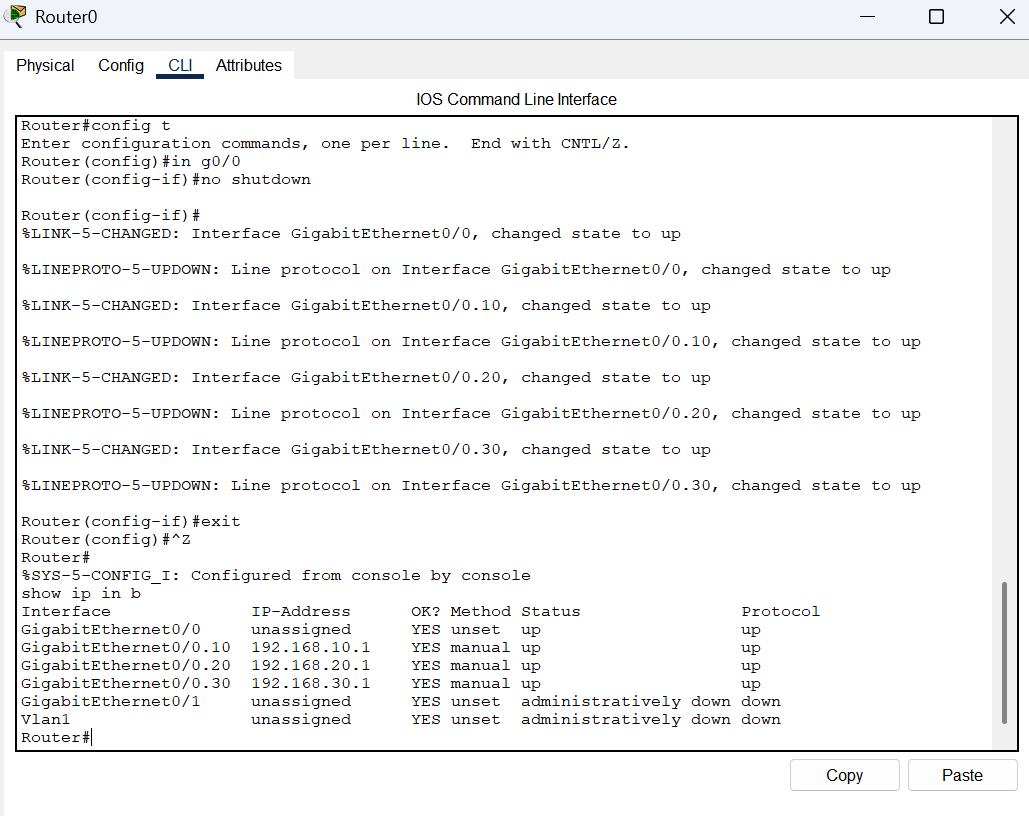 Router0
Physical Config CLI Attributes
IOS Command Line Interface
Router#config t
Enter configuration commands, one per line.  End with CNTL/Z.
Router(config)#in g0/0
Router(config-if)#no shutdown
Router(config-if)#
%LINK-5-CHANGED: Interface GigabitEthernet0/0, changed state to up
%LINEPROTO-5-UPDOWN: Line protocol on Interface GigabitEthernet0/0, changed state to up
%LINK-5-CHANGED: Interface GigabitEthernet0/0.10, changed state to up
%LINEPROTO-5-UPDOWN: Line protocol on Interface GigabitEthernet0/0.10, changed state to up
%LINK-5-CHANGED: Interface GigabitEthernet0/0.20, changed state to up
%LINEPROTO-5-UPDOWN: Line protocol on Interface GigabitEthernet0/0.20, changed state to up
%LINK-5-CHANGED: Interface GigabitEthernet0/0.30, changed state to up
%LINEPROTO-5-UPDOWN: Line protocol on Interface GigabitEthernet0/0.30, changed state to up
Router(config-if)#exit
Router(config)#^Z
Router#
%SYS-5-CONFIG_I: Configured from console by console
show ip in b
Interface              IP-Address      OK? Method Status                Protocol
GigabitEthernet0/0     unassigned      YES unset  up                    up
GigabitEthernet0/0.10  192.168.10.1    YES manual up                    up
GigabitEthernet0/0.20  192.168.20.1    YES manual up                    up
GigabitEthernet0/0.30  192.168.30.1    YES manual up                    up
GigabitEthernet0/1     unassigned      YES unset  administratively down down
Vlan1                  unassigned      YES unset  administratively down down
Router#
Copy Paste